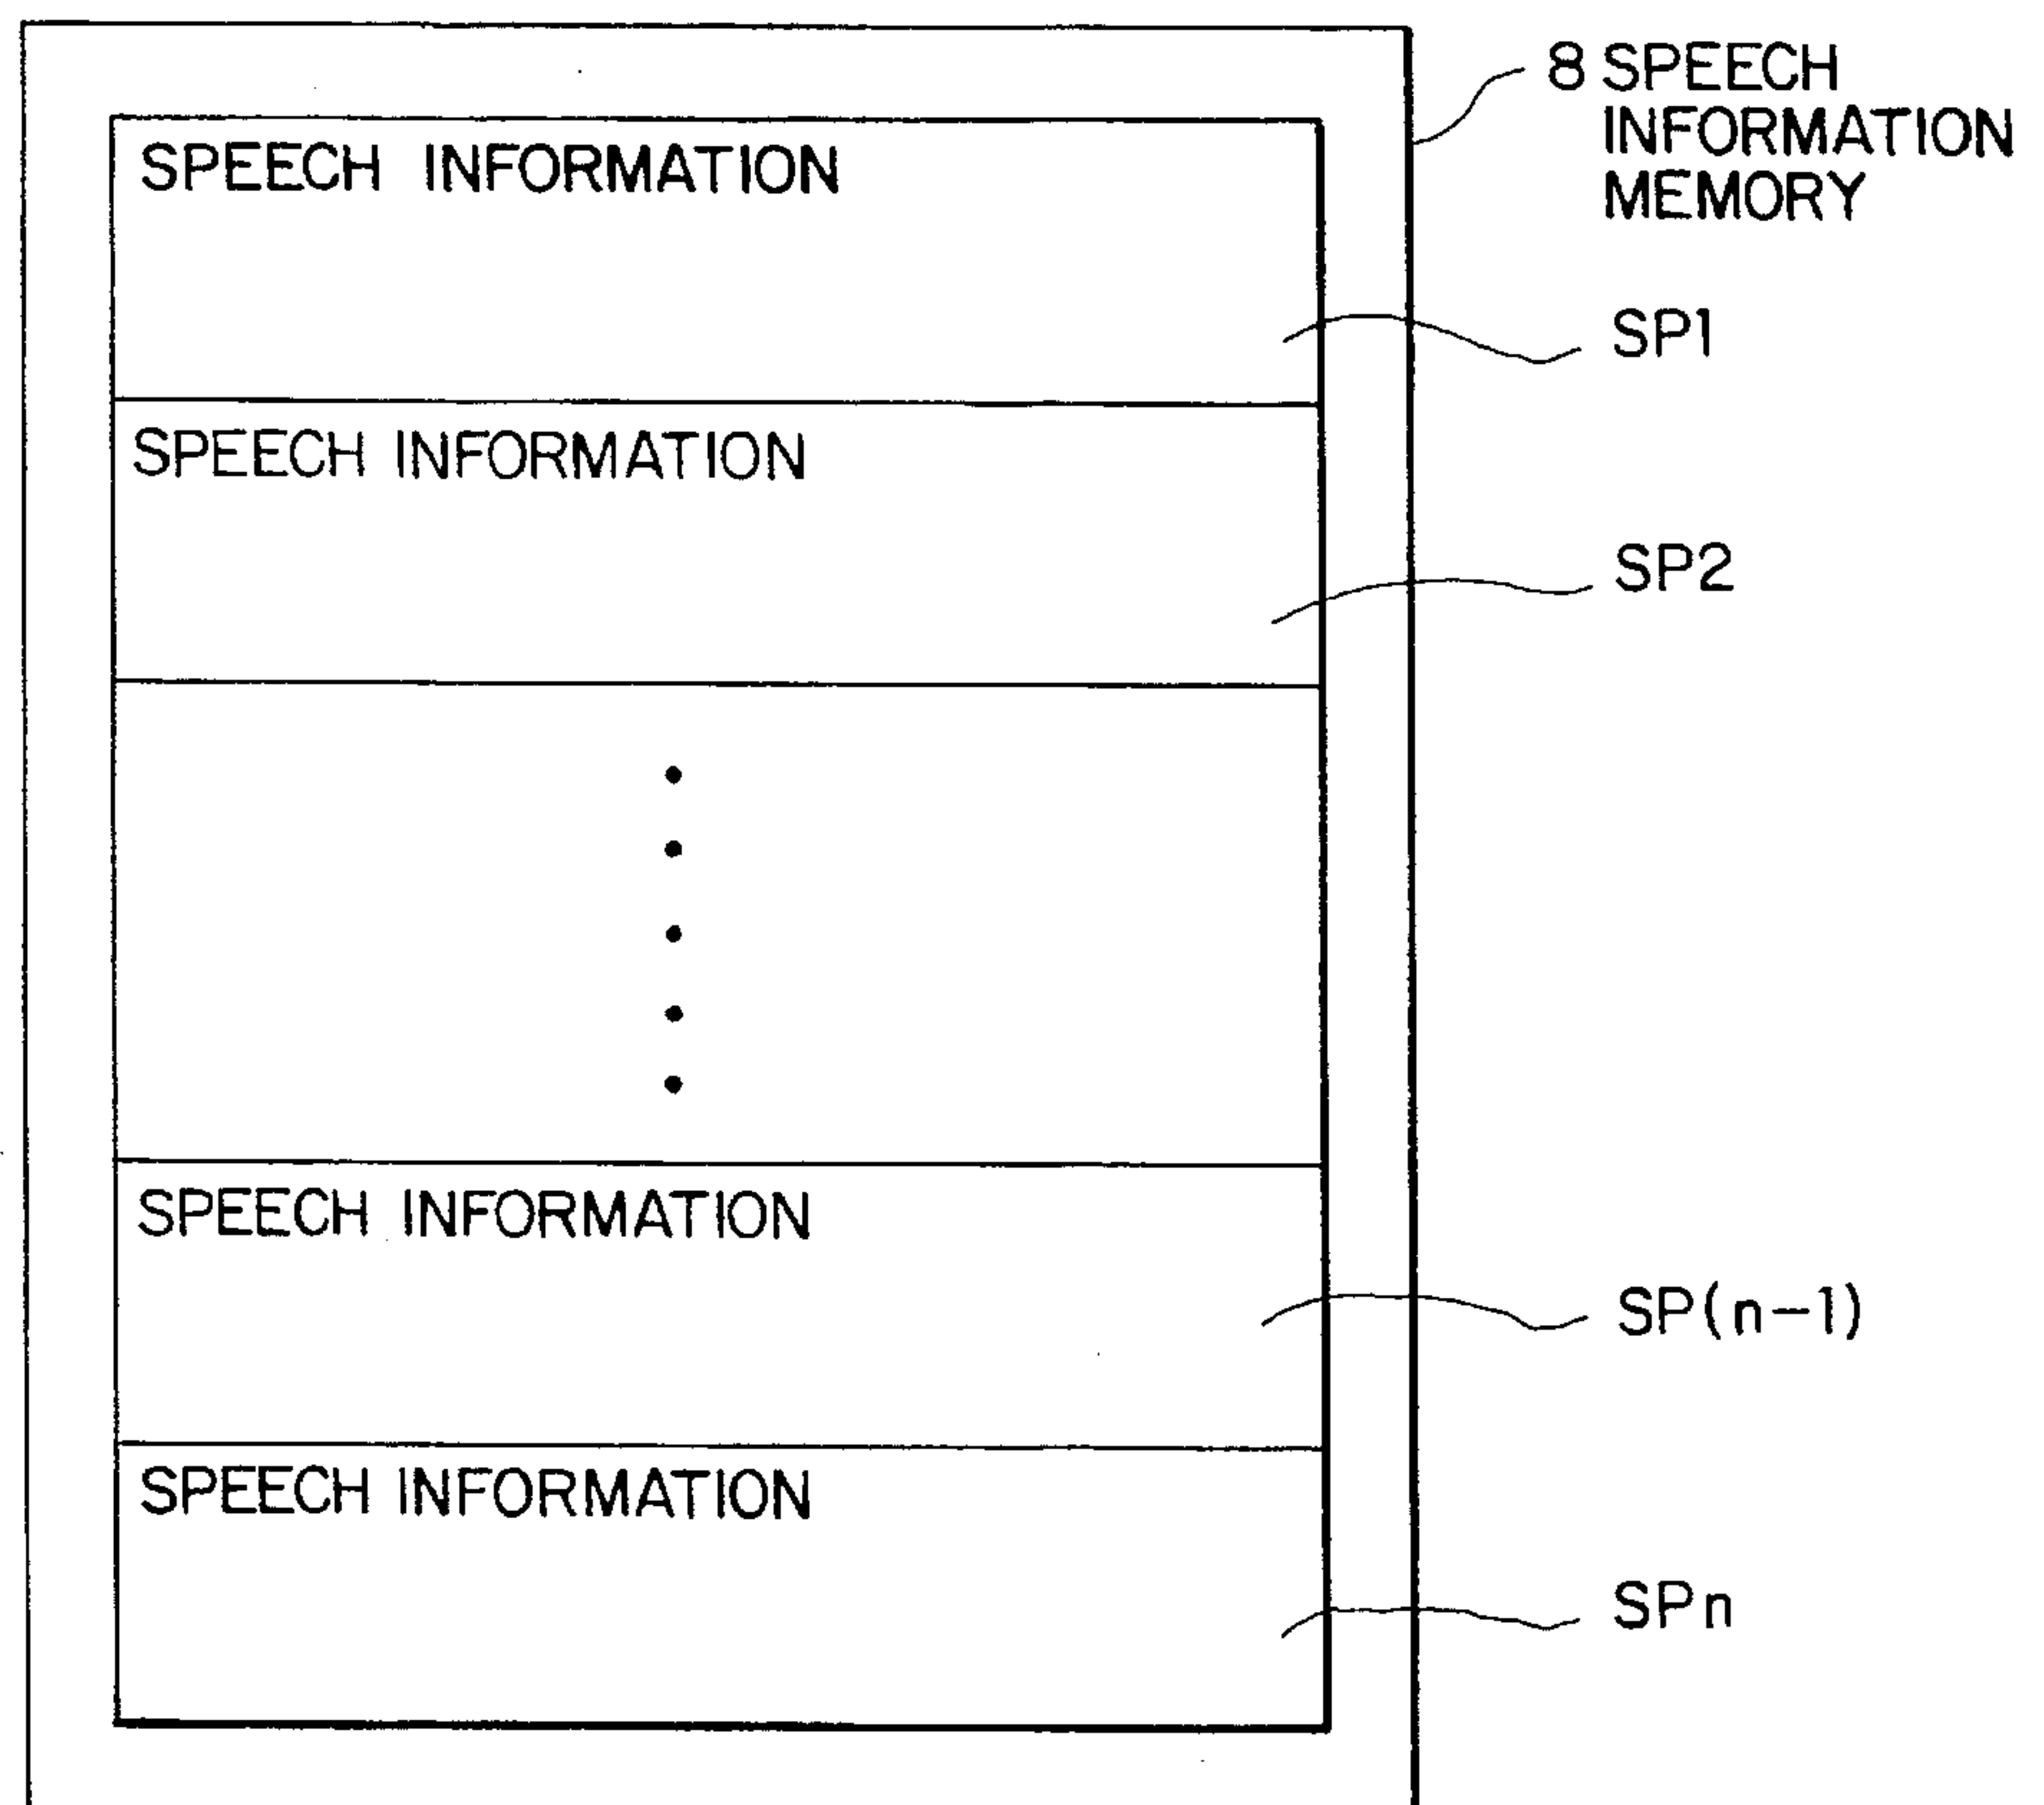 8 SPEECH
INFORMATION
MEMORY
SPEECH INFORMATION
SP1
SPEECH INFORMATION
SP2
SPEECH INFORMATION
SP(n-1)
SPEECH INFORMATION
SPn